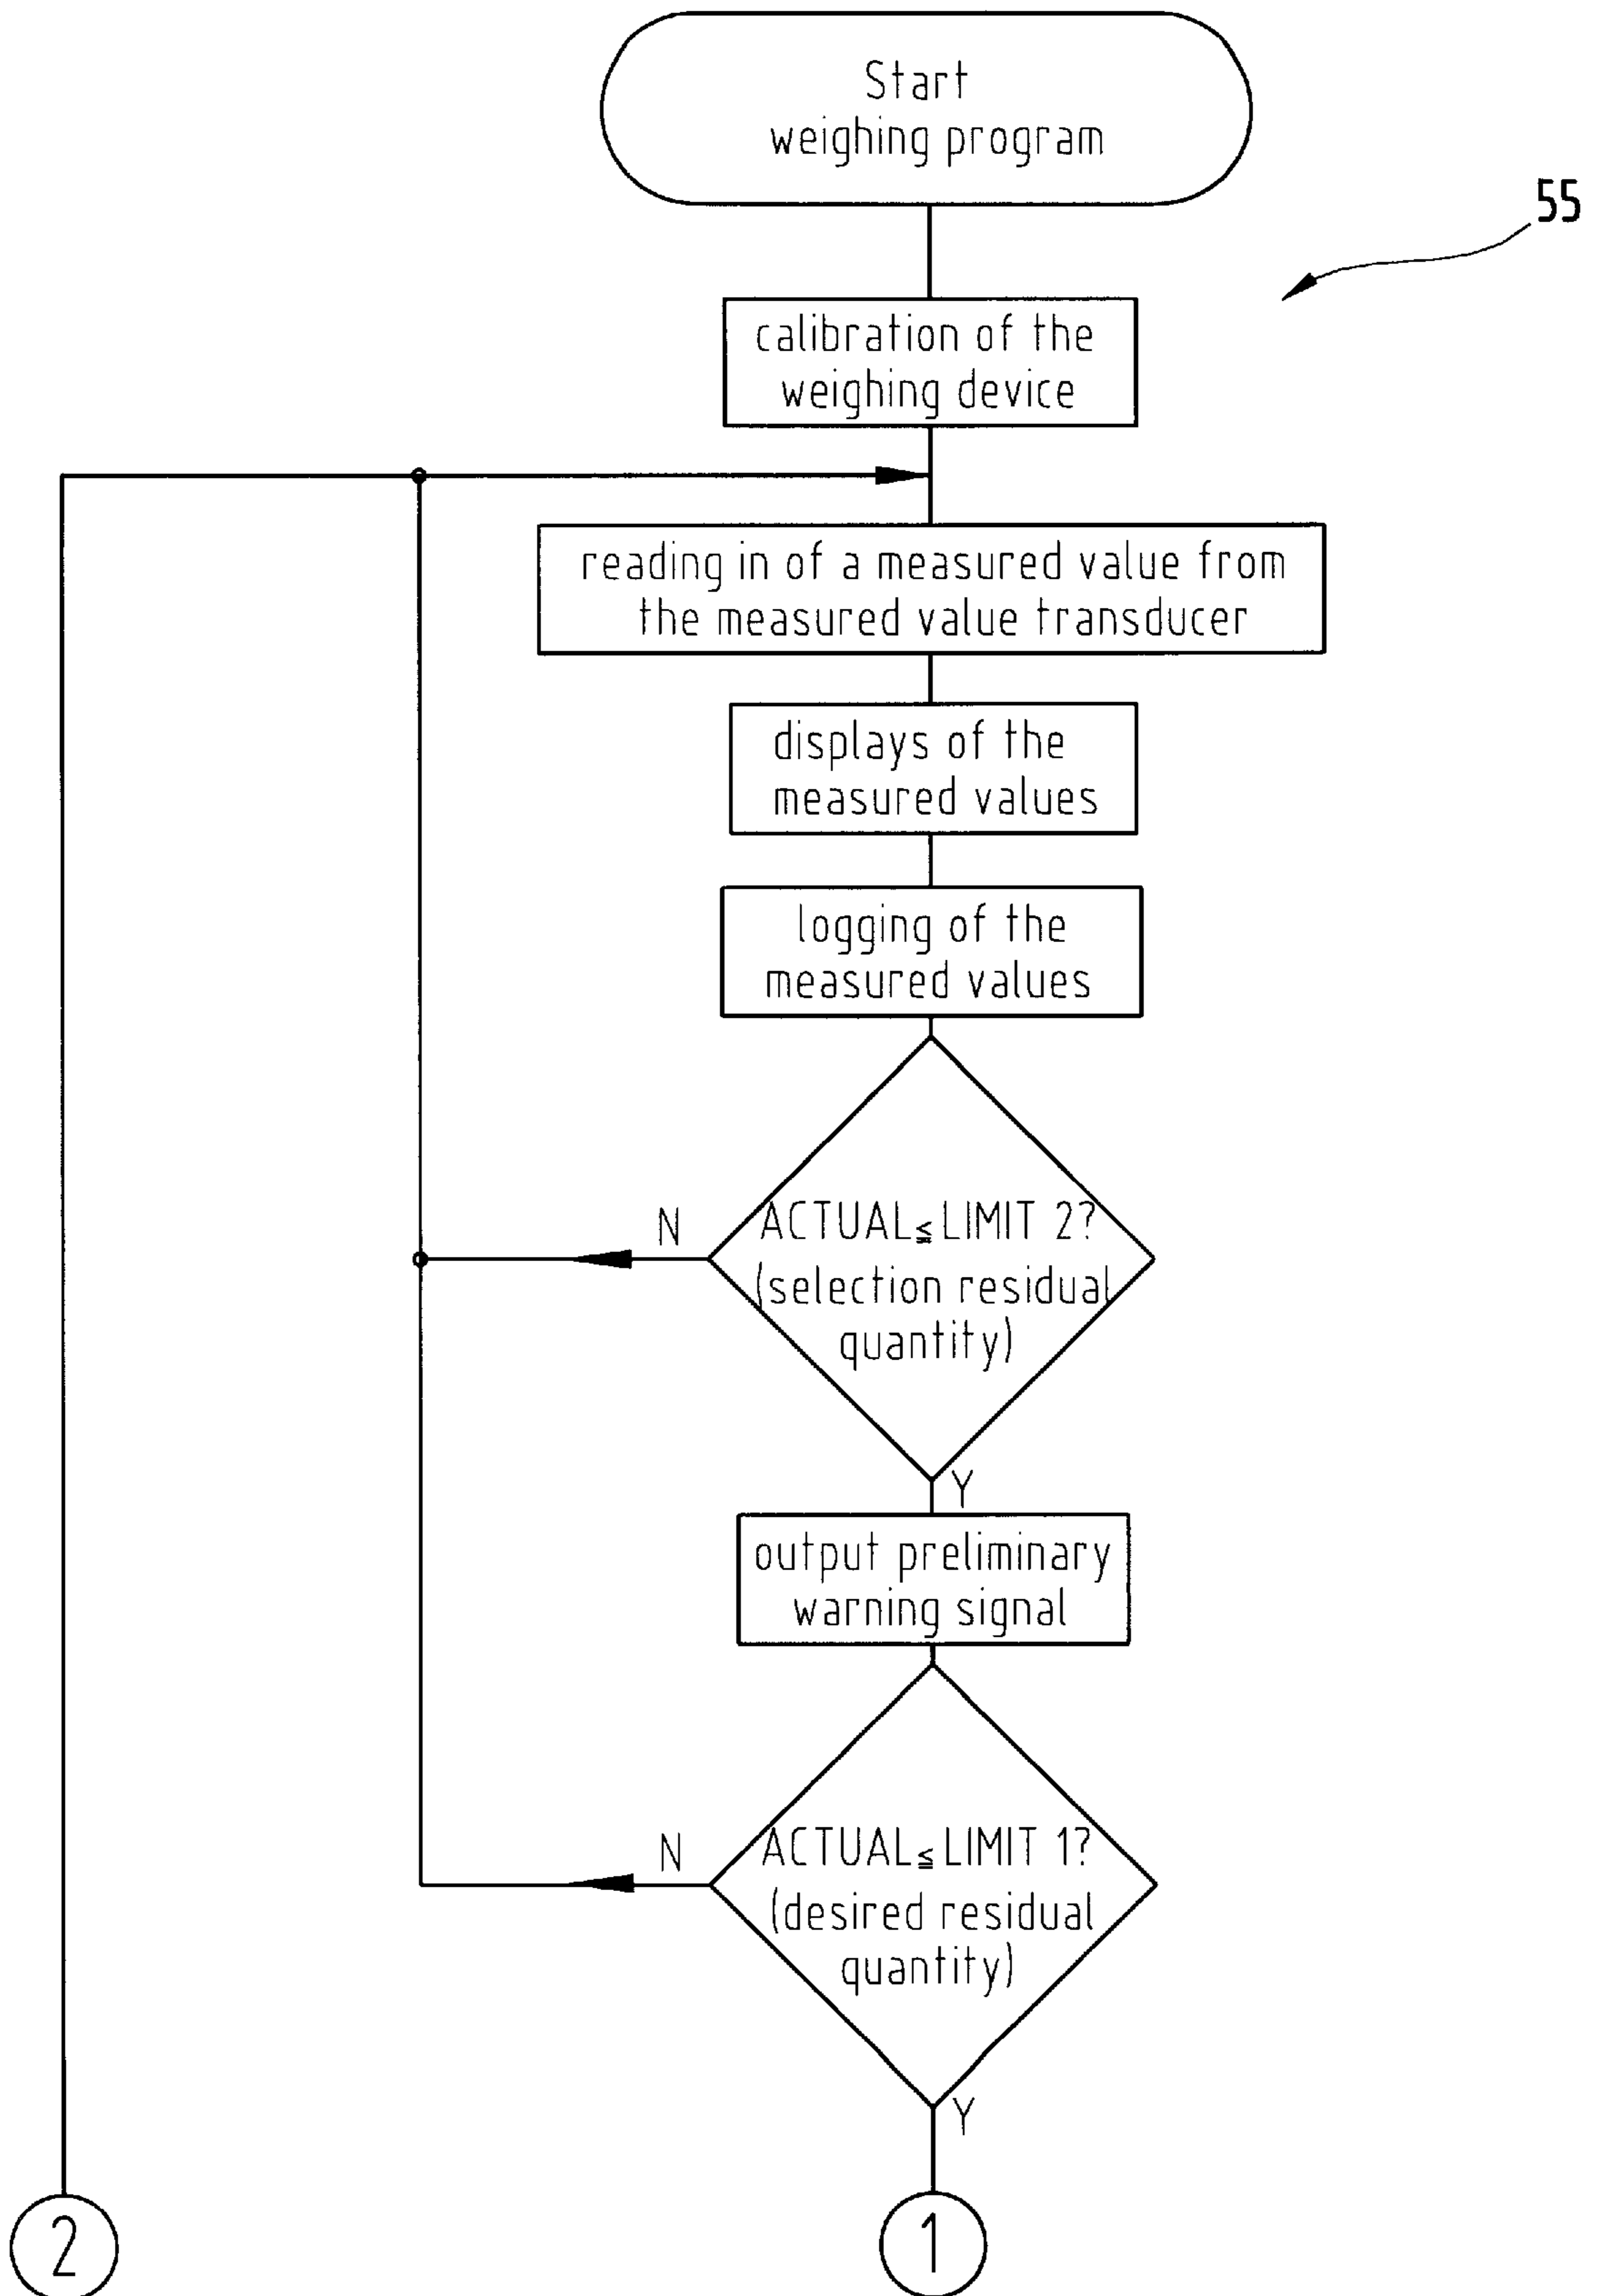 Start
weighing program
55
calibration of the
weighing device
reading in of a measured value from
the measured value transducer
displays of the
measured values
logging of the
measured values
N
ACTUAL≦LIMIT 2?
(selection residual
quantity)
Y
output preliminary
warning signal
N
ACTUAL≦LIMIT 1?
(desired residual
quantity)
Y
2
1